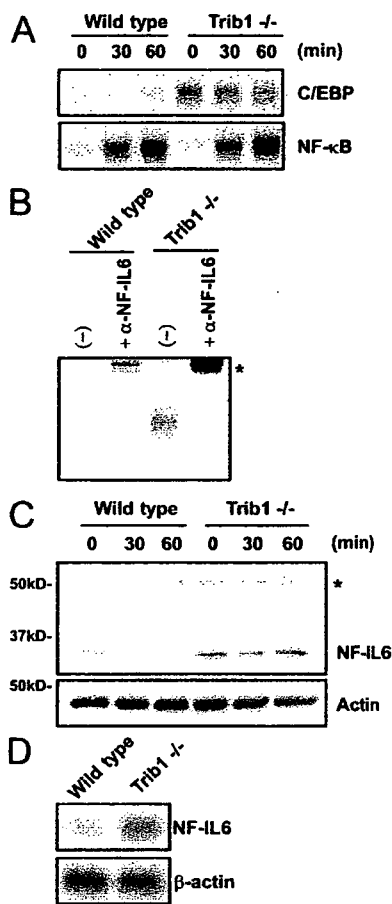 A
Wild type Trib1 -/-
0 30 60 0 30 60 (min)
C/EBP
NF-κB
B
Wild type Trib1 -/-
(-) + α-NF-IL6 (-) + α-NF-IL6
*
C
Wild type Trib1 -/-
0 30 60 0 30 60 (min)
50kD- *
37kD-
NF-IL6
50kD-
Actin
D
Wild type Trib1 -/-
NF-IL6
β-actin